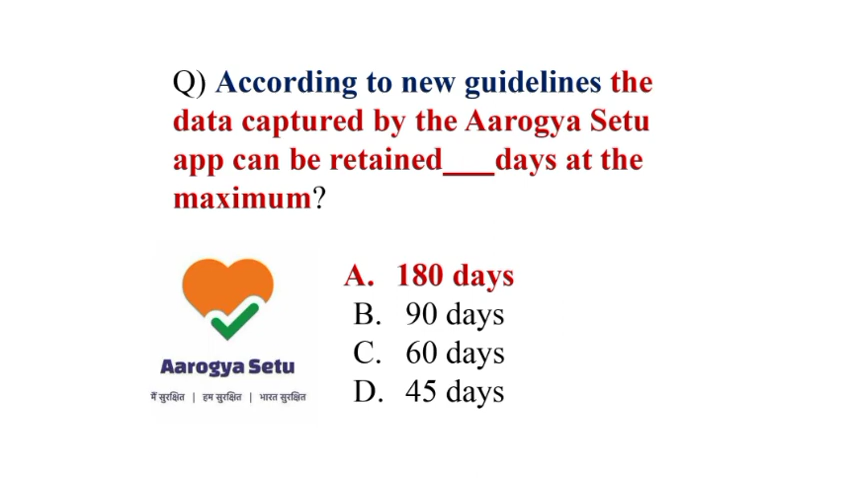 Q) According to new guidelines the
data captured by the Aarogya Setu
app can be retained___days at the
maximum?
A. 180 days
B. 90 days
C. 60 days
D. 45 days
Aarogya Setu
मैं सुरक्षित | हम सुरक्षित | भारत सुरक्षित